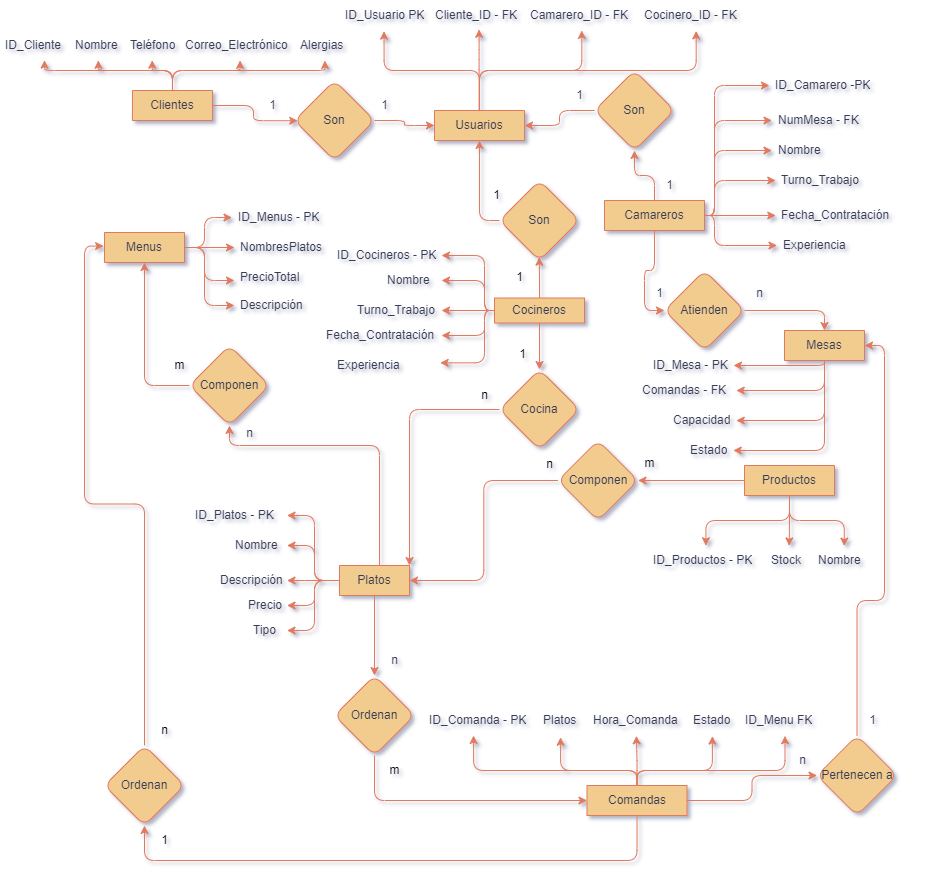 ID_Usuario PK
Cliente_ID - FK
Camarero_ID - FK
Cocinero_ID - FK
ID_Cliente
Nombre
Teléfono
Correo_Electrónico
Alergias
Clientes
1
Son
1
Usuarios
1
Son
ID_Camarero -PK
NumMesa - FK
Nombre
Turno_Trabajo
Fecha_Contratación
Experiencia
1
Camareros
1
Son
Menus
ID_Menus - PK
NombresPlatos
PrecioTotal
Descripción
ID_Cocineros - PK
Nombre
Turno_Trabajo
Fecha_Contratación
Experiencia
1
Cocineros
1
1
Atienden
n
Mesas
ID_Mesa - PK
Comandas - FK
Capacidad
Estado
m
Componen
n
n
Cocina
n
Componen
m
Productos
ID_Productos - PK
Stock
Nombre
ID_Platos - PK
Nombre
Descripción
Precio
Tipo
Platos
n
Ordenan
m
ID_Comanda - PK
Platos
Hora_Comanda
Estado
ID_Menu FK
1
n
Pertenecen a
Comandas
n
Ordenan
1